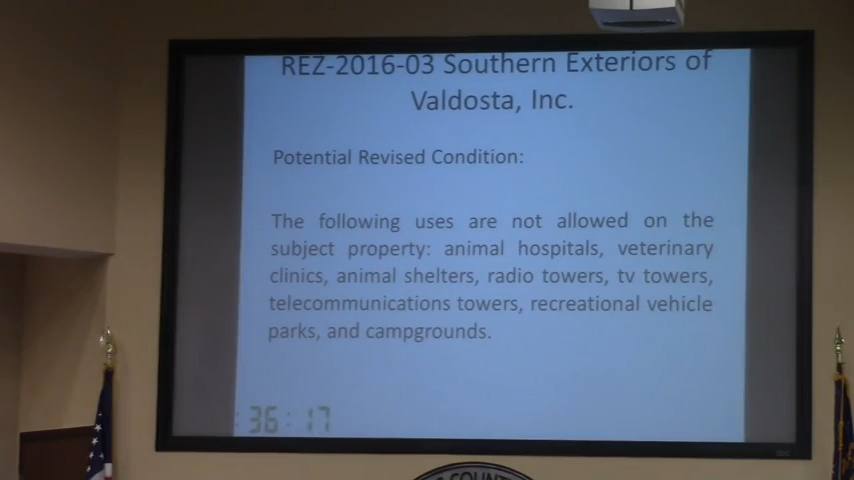 REZ-2016-03 Southern Exteriors of
Valdosta, Inc.
Potential Revised Condition:
The following uses are not allowed on the
subject property: animal hospitals, veterinary
clinics, animal shelters, radio towers, tv towers,
telecommunications towers, recreational vehicle
parks, and campgrounds.
:36:17
COUNT